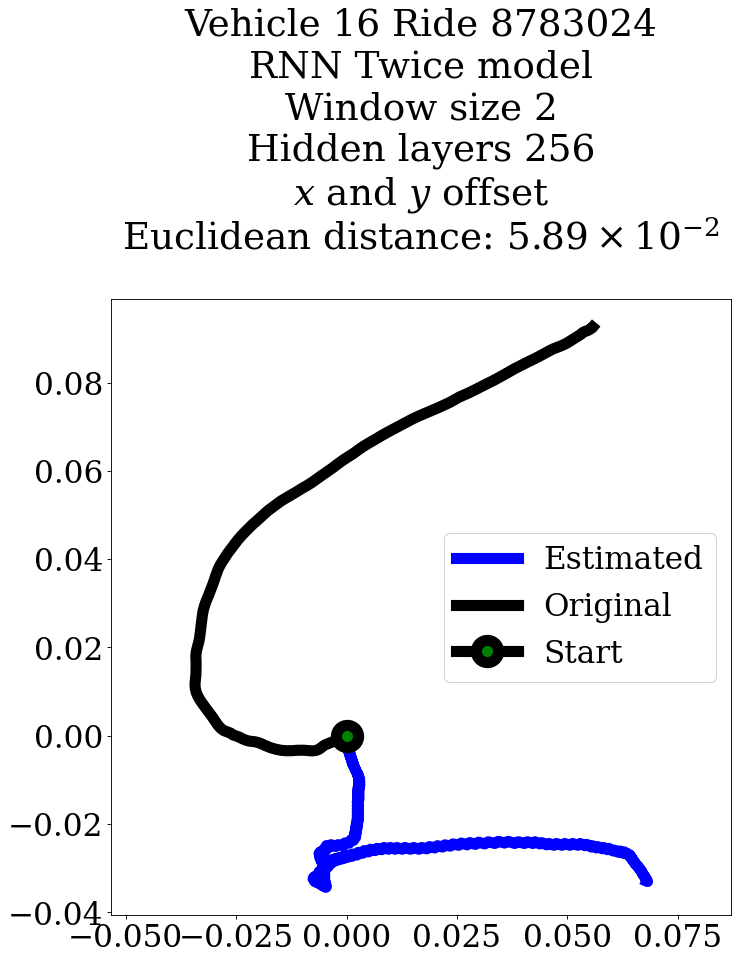 Vehicle 16 Ride 8783024
RNN Twice model
Window size 2
Hidden layers 256
x and y offset
Euclidean distance: 5.89 × 10⁻²
0.08
0.06
0.04
Estimated
Original
0.02
Start
0.00
−0.02
−0.04
−0.050 −0.025 0.000 0.025 0.050 0.075